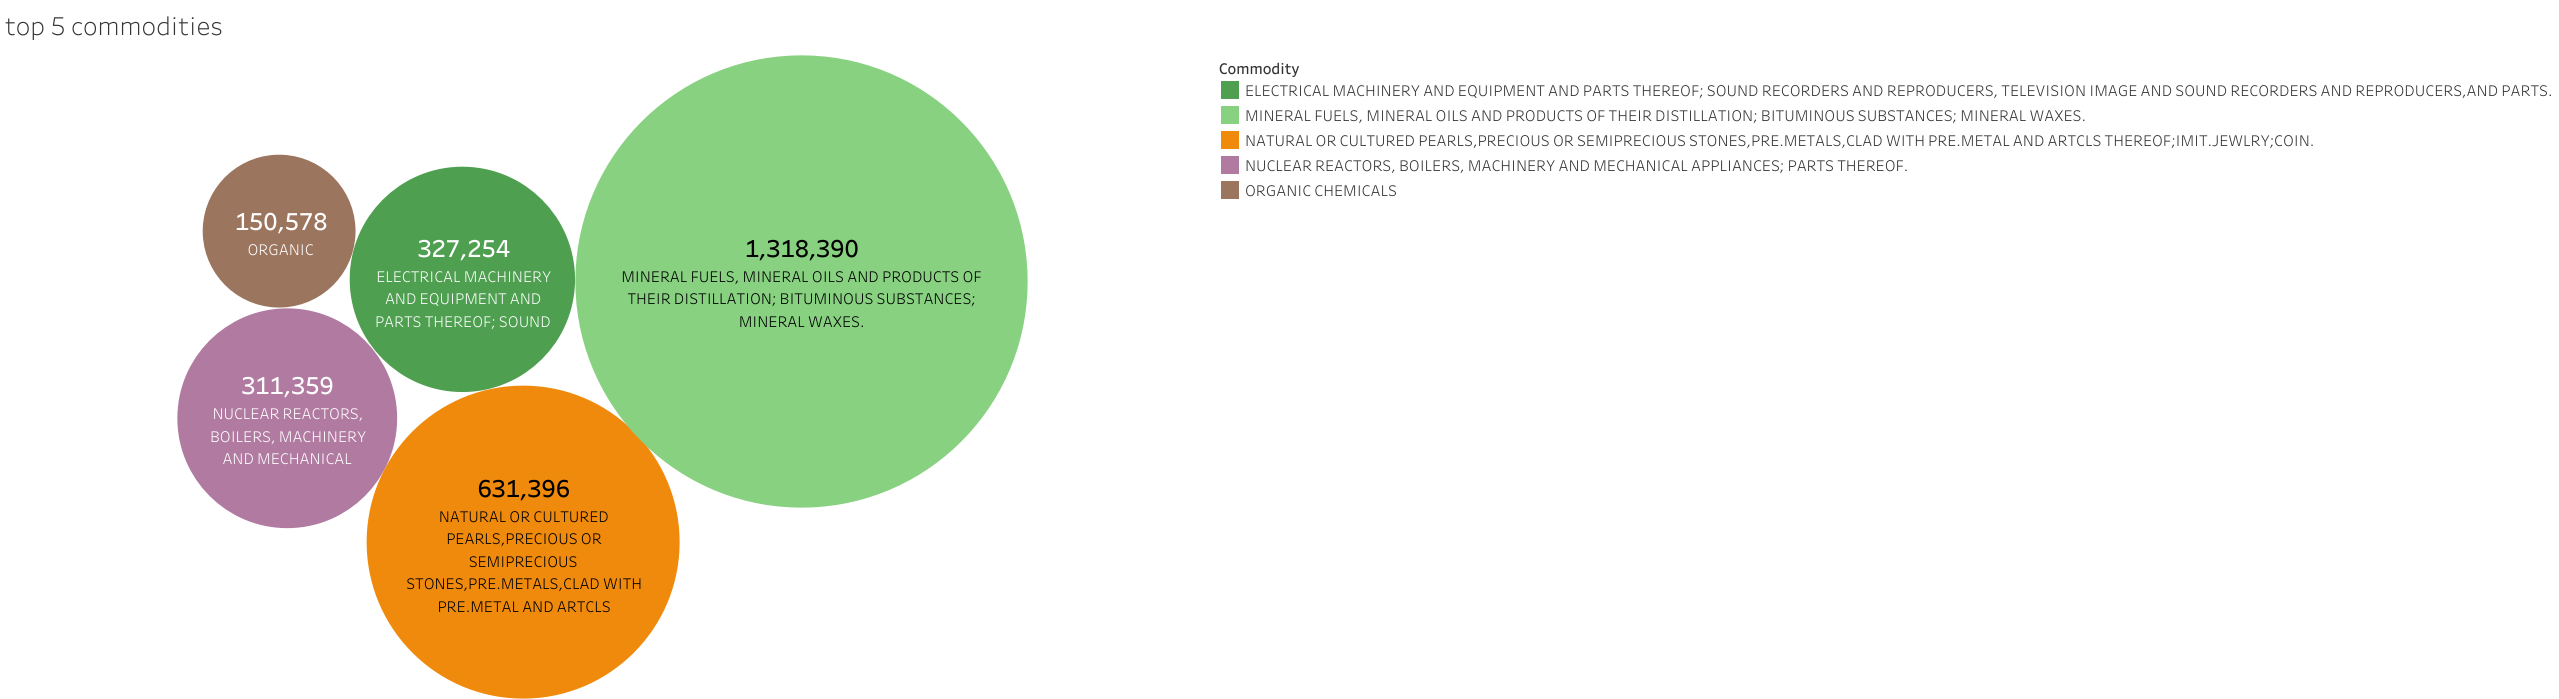 top 5 commodities
150,578
ORGANIC
327,254
ELECTRICAL MACHINERY
AND EQUIPMENT AND
PARTS THEREOF; SOUND
1,318,390
MINERAL FUELS, MINERAL OILS AND PRODUCTS OF
THEIR DISTILLATION; BITUMINOUS SUBSTANCES;
MINERAL WAXES.
311,359
NUCLEAR REACTORS,
BOILERS, MACHINERY
AND MECHANICAL
631,396
NATURAL OR CULTURED
PEARLS,PRECIOUS OR
SEMIPRECIOUS
STONES,PRE.METALS,CLAD WITH
PRE.METAL AND ARTCLS
Commodity
ELECTRICAL MACHINERY AND EQUIPMENT AND PARTS THEREOF; SOUND RECORDERS AND REPRODUCERS, TELEVISION IMAGE AND SOUND RECORDERS AND REPRODUCERS,AND PARTS.
MINERAL FUELS, MINERAL OILS AND PRODUCTS OF THEIR DISTILLATION; BITUMINOUS SUBSTANCES; MINERAL WAXES.
NATURAL OR CULTURED PEARLS,PRECIOUS OR SEMIPRECIOUS STONES,PRE.METALS,CLAD WITH PRE.METAL AND ARTCLS THEREOF;IMIT.JEWLRY;COIN.
NUCLEAR REACTORS, BOILERS, MACHINERY AND MECHANICAL APPLIANCES; PARTS THEREOF.
ORGANIC CHEMICALS